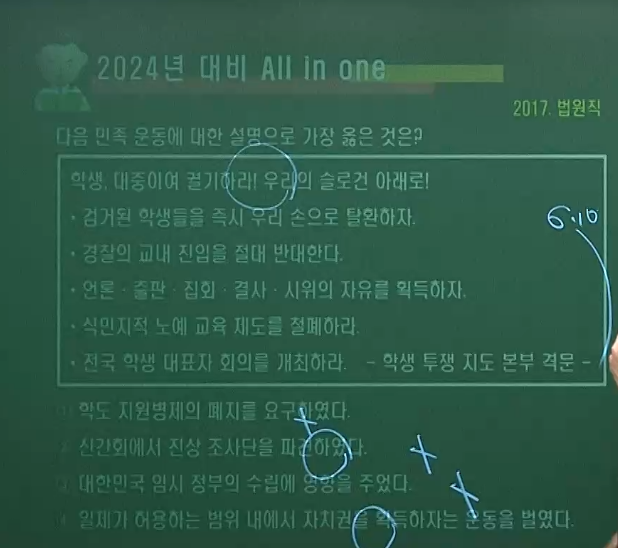 2024년 대비 All in one
2017. 법원직
다음 민족 운동에 대한 설명으로 가장 옳은 것은?
학생, 대중이여 궐기하라! 우리의 슬로건 아래로!
• 검거된 학생들을 즉시 우리 손으로 탈환하자.
6.10
• 경찰의 교내 진입을 절대 반대한다.
• 언론 · 출판 · 집회 · 결사 · 시위의 자유를 획득하자.
• 식민지적 노예 교육 제도를 철폐하라.
• 전국 학생 대표자 회의를 개최하라. - 학생 투쟁 지도 본부 격문 -
① 학도 지원병제의 폐지를 요구하였다.
② 신간회에서 진상 조사단을 파견하였다.
③ 대한민국 임시 정부의 수립에 영향을 주었다.
④ 일제가 허용하는 범위 내에서 자치권을 획득하자는 운동을 벌였다.